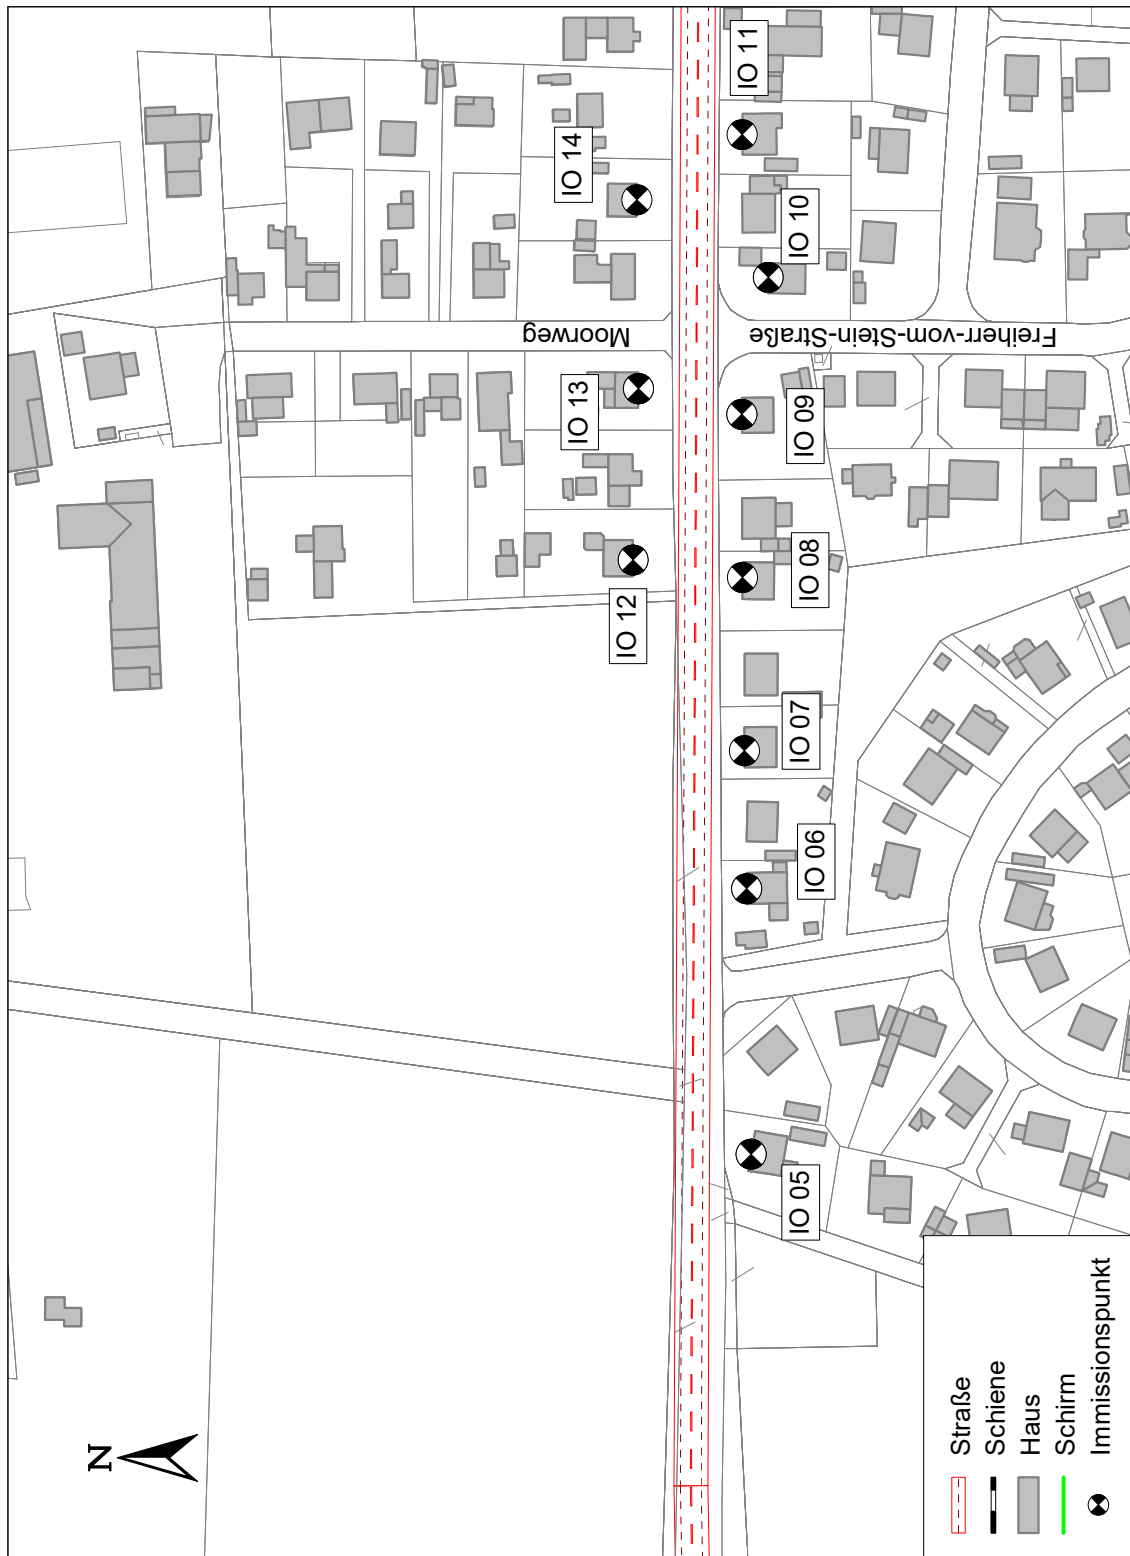 IO 14
IO 11
IO 10
Moorweg
Freiherr-vom-Stein-Straße
IO 13
IO 09
IO 12
IO 08
IO 07
IO 06
IO 05
N
Straße
Schiene
Haus
Schirm
Immissionspunkt